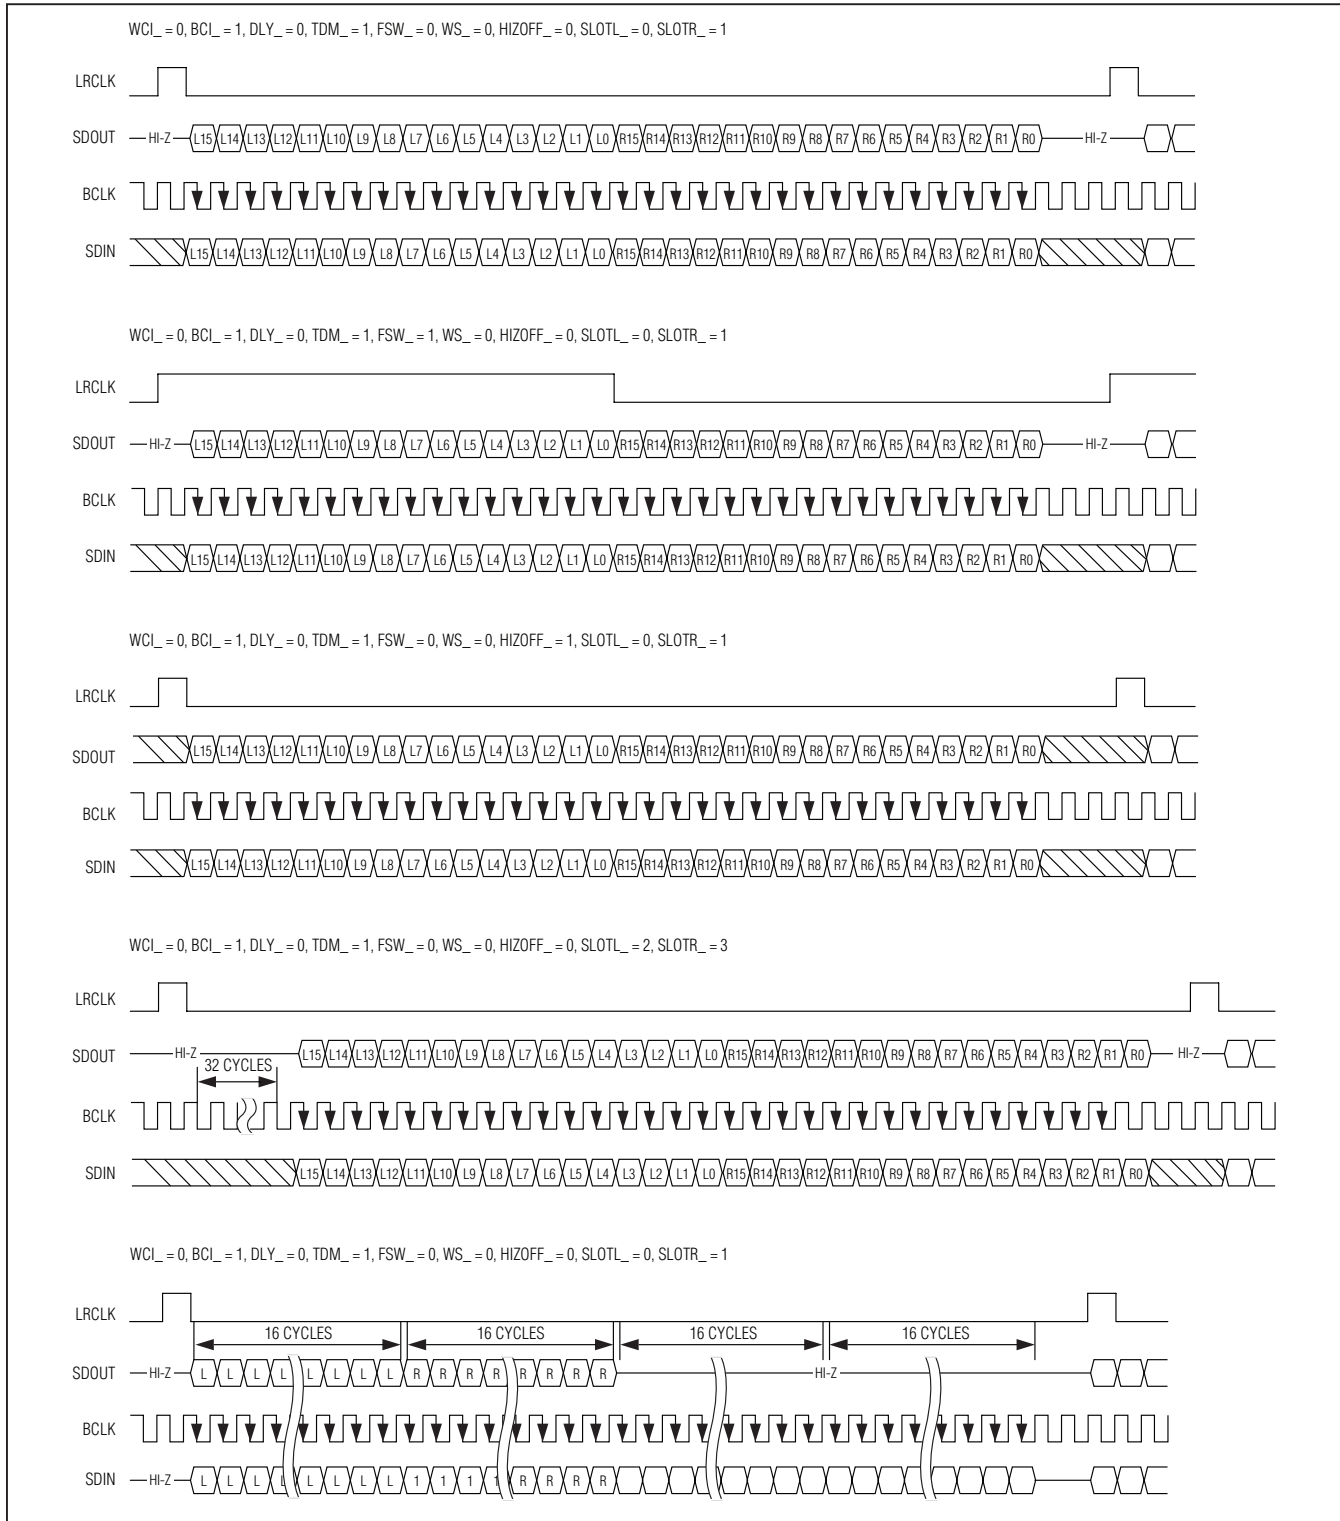 WCI_ = 0, BCI_ = 1, DLY_ = 0, TDM_ = 1, FSW_ = 0, WS_ = 0, HIZOFF_ = 0, SLOTL_ = 0, SLOTR_ = 1
LRCLK
SDOUT HI-Z L15 L14 L13 L12 L11 L10 L9 L8 L7 L6 L5 L4 L3 L2 L1 L0 R15 R14 R13 R12 R11 R10 R9 R8 R7 R6 R5 R4 R3 R2 R1 R0 HI-Z
BCLK
SDIN L15 L14 L13 L12 L11 L10 L9 L8 L7 L6 L5 L4 L3 L2 L1 L0 R15 R14 R13 R12 R11 R10 R9 R8 R7 R6 R5 R4 R3 R2 R1 R0
WCI_ = 0, BCI_ = 1, DLY_ = 0, TDM_ = 1, FSW_ = 1, WS_ = 0, HIZOFF_ = 0, SLOTL_ = 0, SLOTR_ = 1
LRCLK
SDOUT HI-Z L15 L14 L13 L12 L11 L10 L9 L8 L7 L6 L5 L4 L3 L2 L1 L0 R15 R14 R13 R12 R11 R10 R9 R8 R7 R6 R5 R4 R3 R2 R1 R0 HI-Z
BCLK
SDIN L15 L14 L13 L12 L11 L10 L9 L8 L7 L6 L5 L4 L3 L2 L1 L0 R15 R14 R13 R12 R11 R10 R9 R8 R7 R6 R5 R4 R3 R2 R1 R0
WCI_ = 0, BCI_ = 1, DLY_ = 0, TDM_ = 1, FSW_ = 0, WS_ = 0, HIZOFF_ = 1, SLOTL_ = 0, SLOTR_ = 1
LRCLK
SDOUT L15 L14 L13 L12 L11 L10 L9 L8 L7 L6 L5 L4 L3 L2 L1 L0 R15 R14 R13 R12 R11 R10 R9 R8 R7 R6 R5 R4 R3 R2 R1 R0
BCLK
SDIN L15 L14 L13 L12 L11 L10 L9 L8 L7 L6 L5 L4 L3 L2 L1 L0 R15 R14 R13 R12 R11 R10 R9 R8 R7 R6 R5 R4 R3 R2 R1 R0
WCI_ = 0, BCI_ = 1, DLY_ = 0, TDM_ = 1, FSW_ = 0, WS_ = 0, HIZOFF_ = 0, SLOTL_ = 2, SLOTR_ = 3
LRCLK
SDOUT HI-Z L15 L14 L13 L12 L11 L10 L9 L8 L7 L6 L5 L4 L3 L2 L1 L0 R15 R14 R13 R12 R11 R10 R9 R8 R7 R6 R5 R4 R3 R2 R1 R0 HI-Z
32 CYCLES
BCLK
SDIN L15 L14 L13 L12 L11 L10 L9 L8 L7 L6 L5 L4 L3 L2 L1 L0 R15 R14 R13 R12 R11 R10 R9 R8 R7 R6 R5 R4 R3 R2 R1 R0
WCI_ = 0, BCI_ = 1, DLY_ = 0, TDM_ = 1, FSW_ = 0, WS_ = 0, HIZOFF_ = 0, SLOTL_ = 0, SLOTR_ = 1
LRCLK
16 CYCLES 16 CYCLES 16 CYCLES 16 CYCLES
SDOUT HI-Z L L L L L L L L R R R R R R R R HI-Z
BCLK
SDIN HI-Z L L L L L L L L 1 1 1 1 R R R R